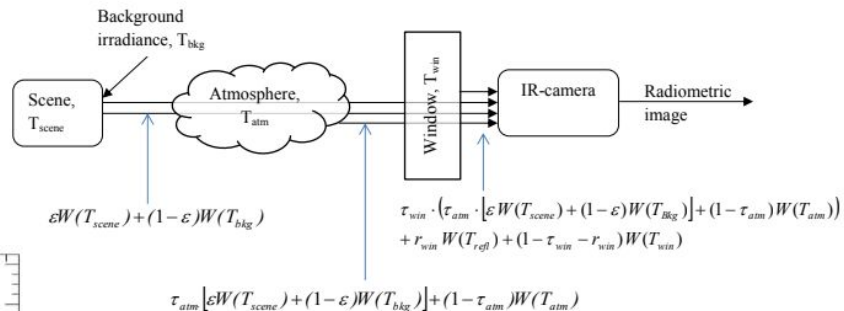 Background
irradiance, T_bkg
Scene,
T_scene
Atmosphere,
T_atm
Window, T_win
IR-camera
Radiometric
image
εW(T_scene)+(1−ε)W(T_bkg)
τ_win·(τ_atm·[εW(T_scene)+(1−ε)W(T_Bkg)]+(1−τ_atm)W(T_atm))
+r_win W(T_refl)+(1−τ_win−r_win)W(T_win)
τ_atm[εW(T_scene)+(1−ε)W(T_bkg)]+(1−τ_atm)W(T_atm)